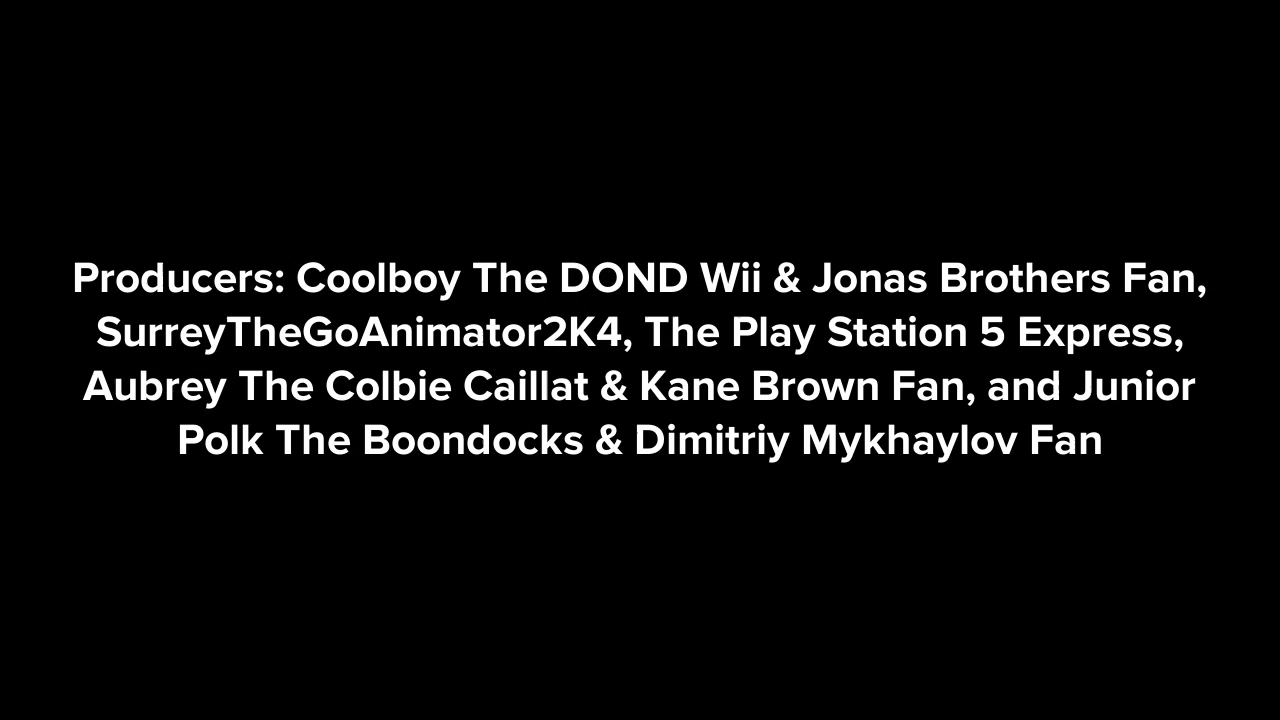 Producers: Coolboy The DOND Wii & Jonas Brothers Fan,
SurreyTheGoAnimator2K4, The Play Station 5 Express,
Aubrey The Colbie Caillat & Kane Brown Fan, and Junior
Polk The Boondocks & Dimitriy Mykhaylov Fan